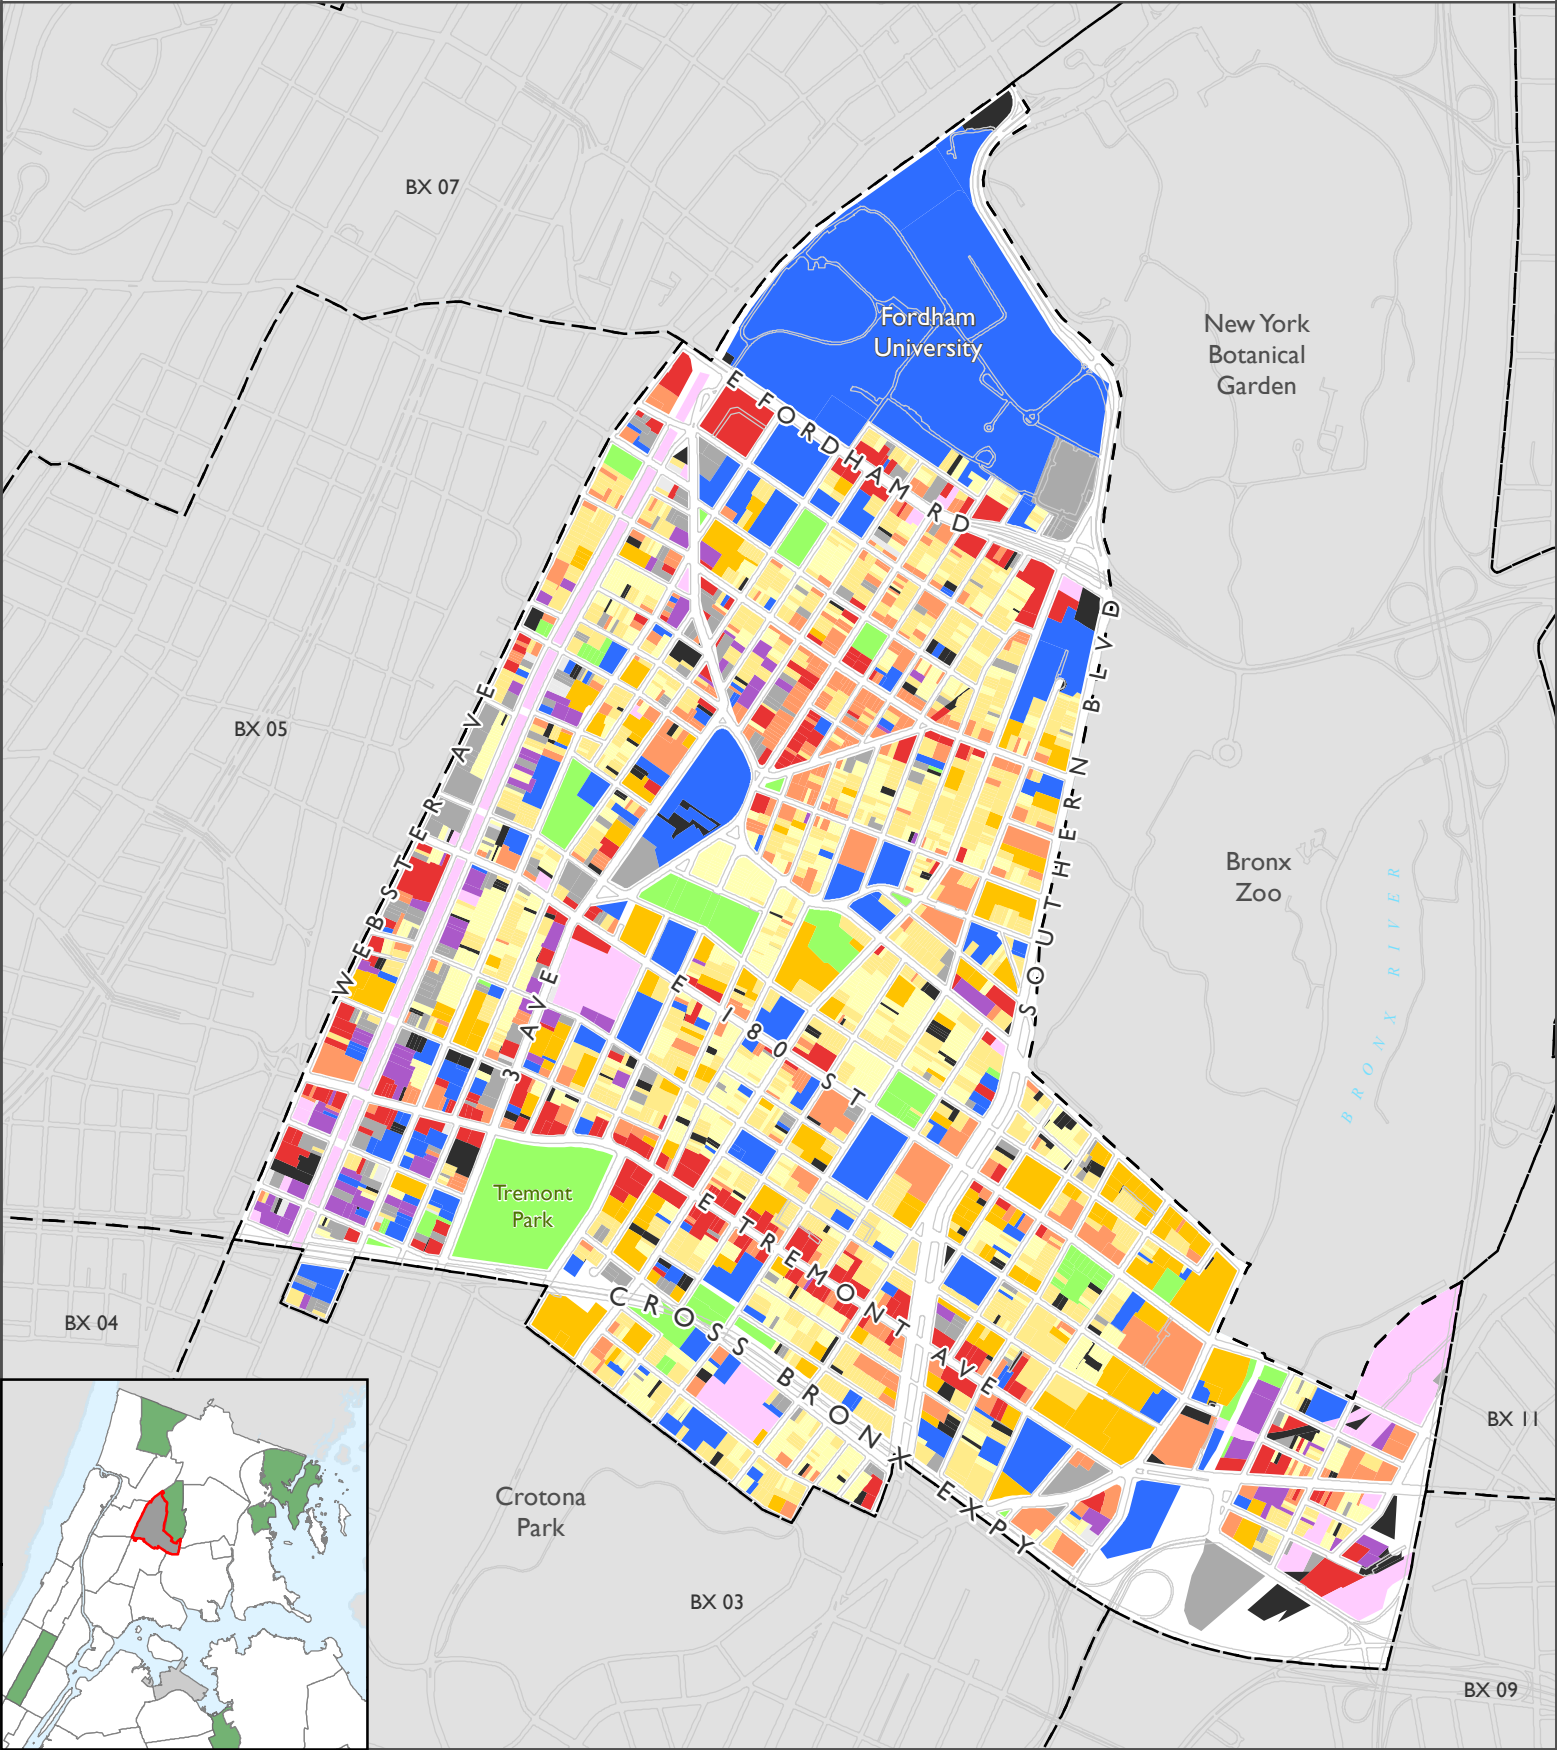 BX 07
Fordham
University
New York
Botanical
Garden
E FORDHAM RD
BX 05
WEBSTER AVE
SOUTHERN BLVD
Bronx
Zoo
BRONX RIVER
3 AVE
E 180 ST
Tremont
Park
E TREMONT AVE
CROSS BRONX EXPY
BX 04
BX 11
Crotona
Park
BX 03
BX 09